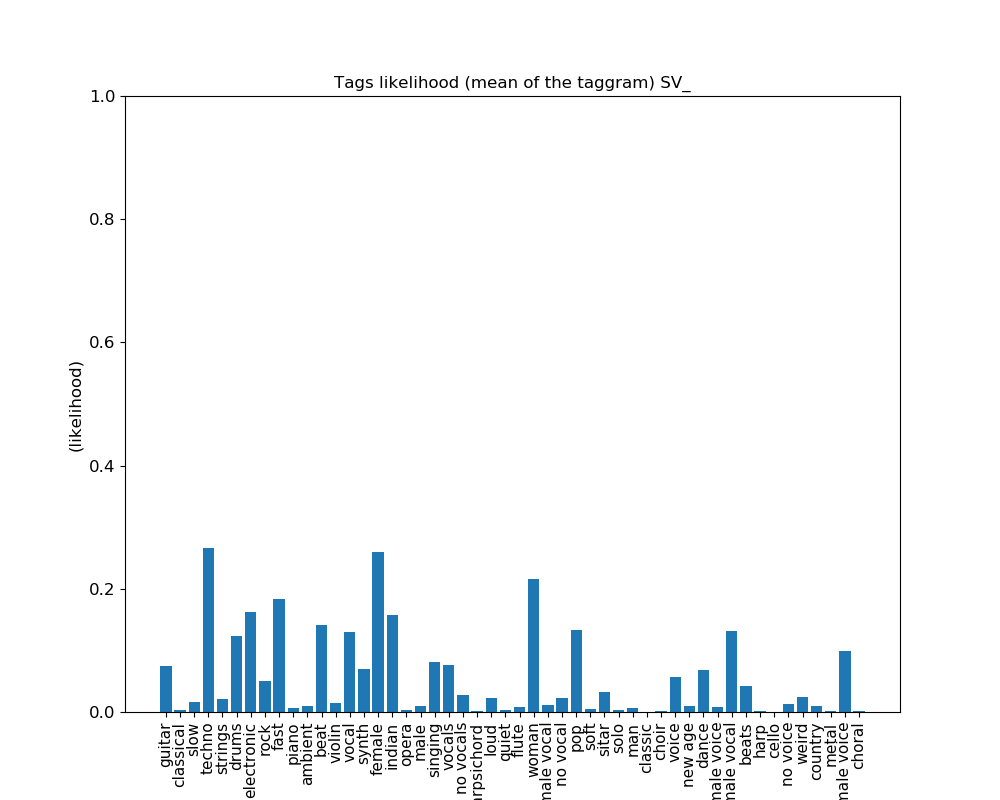 Tags likelihood (mean of the taggram) SV_
1.0
0.8
0.6
0.4
0.2
0.0
(likelihood)
guitar
classical
slow
techno
strings
drums
electronic
rock
fast
piano
ambient
beat
violin
vocal
synth
female
indian
opera
male
singing
vocals
no vocals
arpsichord
loud
quiet
flute
woman
male vocal
no vocal
pop
soft
sitar
solo
man
classic
choir
voice
new age
dance
male voice
beats
male vocal
harp
cello
no voice
weird
country
metal
male voice
choral